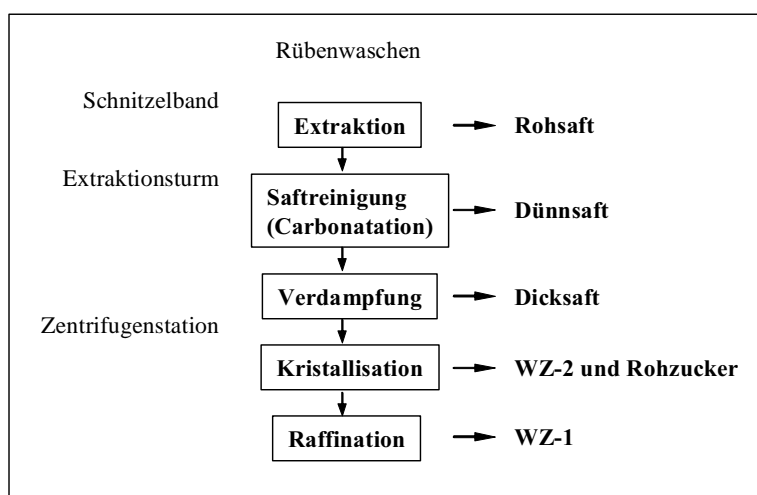 Rübenwaschen
Schnitzelband
Extraktion
Rohsaft
Extraktionsturm
Saftreinigung
(Carbonatation)
Dünnsaft
Verdampfung
Dicksaft
Zentrifugenstation
Kristallisation
WZ-2 und Rohzucker
Raffination
WZ-1